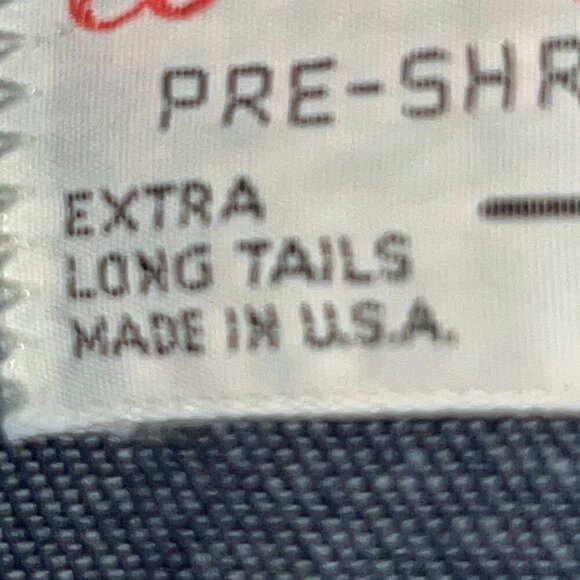 PRE-SHR
EXTRA
LONG TAILS
MADE IN U.S.A.